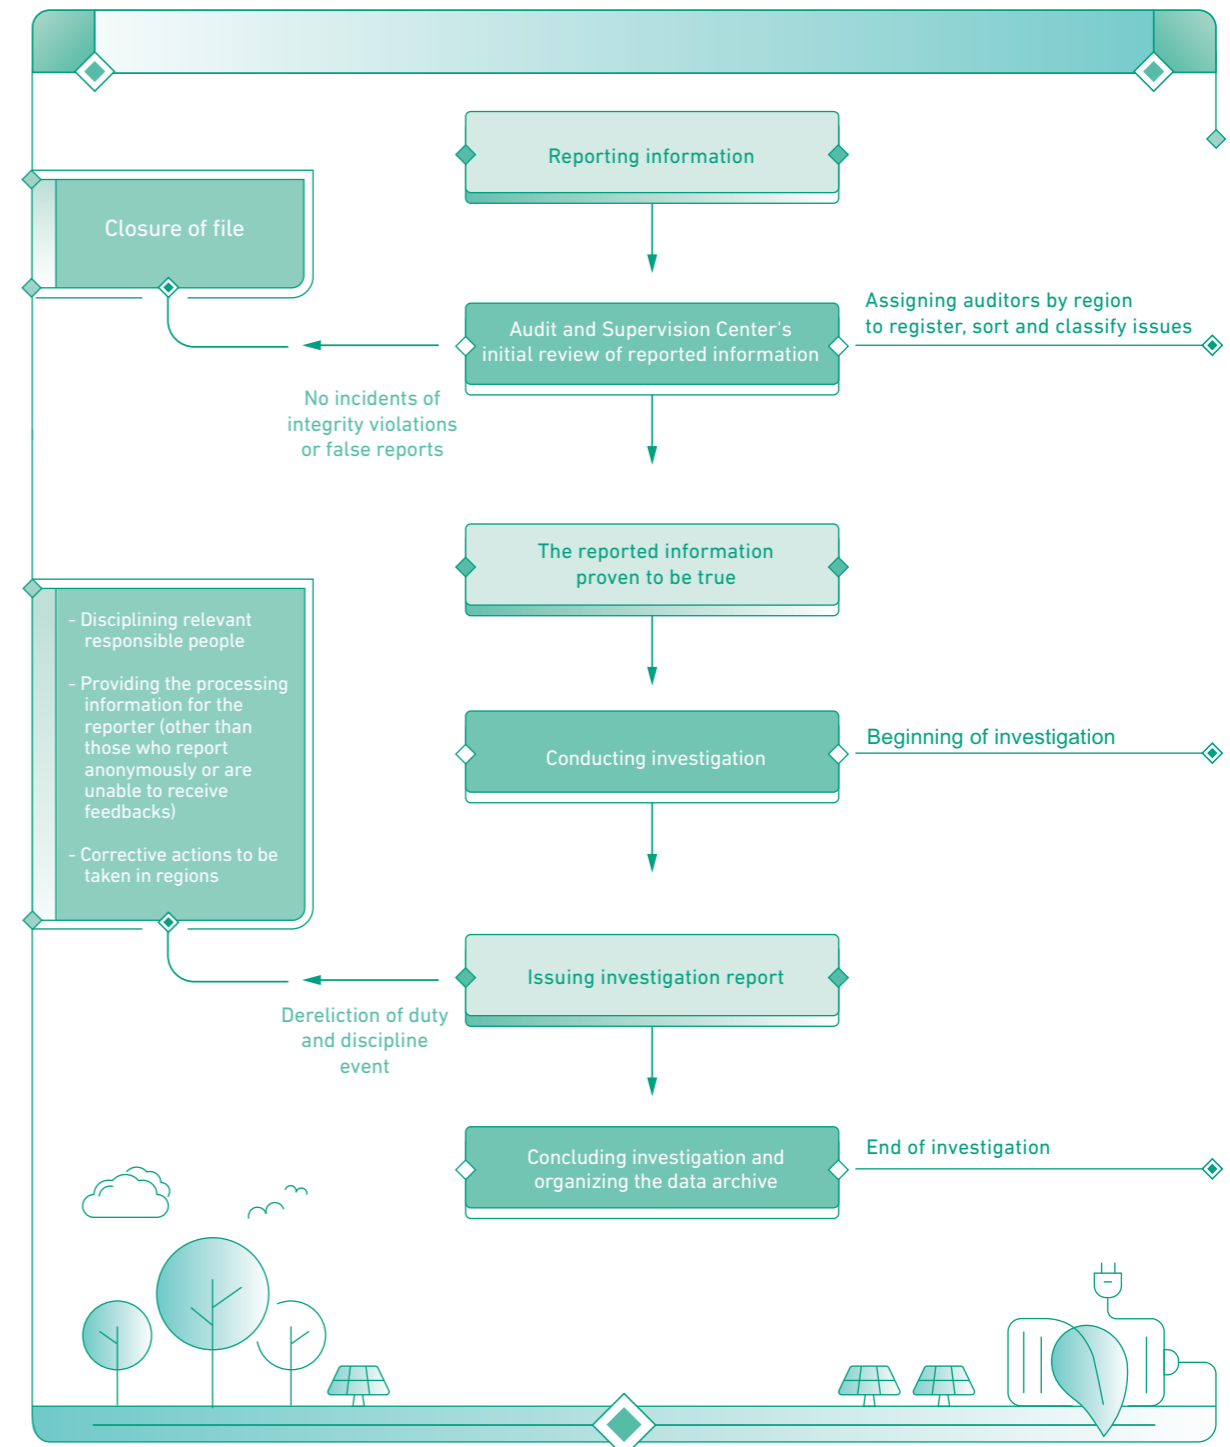 Reporting information
Closure of file
Audit and Supervision Center's
initial review of reported information
Assigning auditors by region
to register, sort and classify issues
No incidents of
integrity violations
or false reports
The reported information
proven to be true
- Disciplining relevant
responsible people
- Providing the processing
information for the
reporter (other than
those who report
anonymously or are
unable to receive
feedbacks)
- Corrective actions to be
taken in regions
Conducting investigation
Beginning of investigation
Issuing investigation report
Dereliction of duty
and discipline
event
Concluding investigation and
organizing the data archive
End of investigation